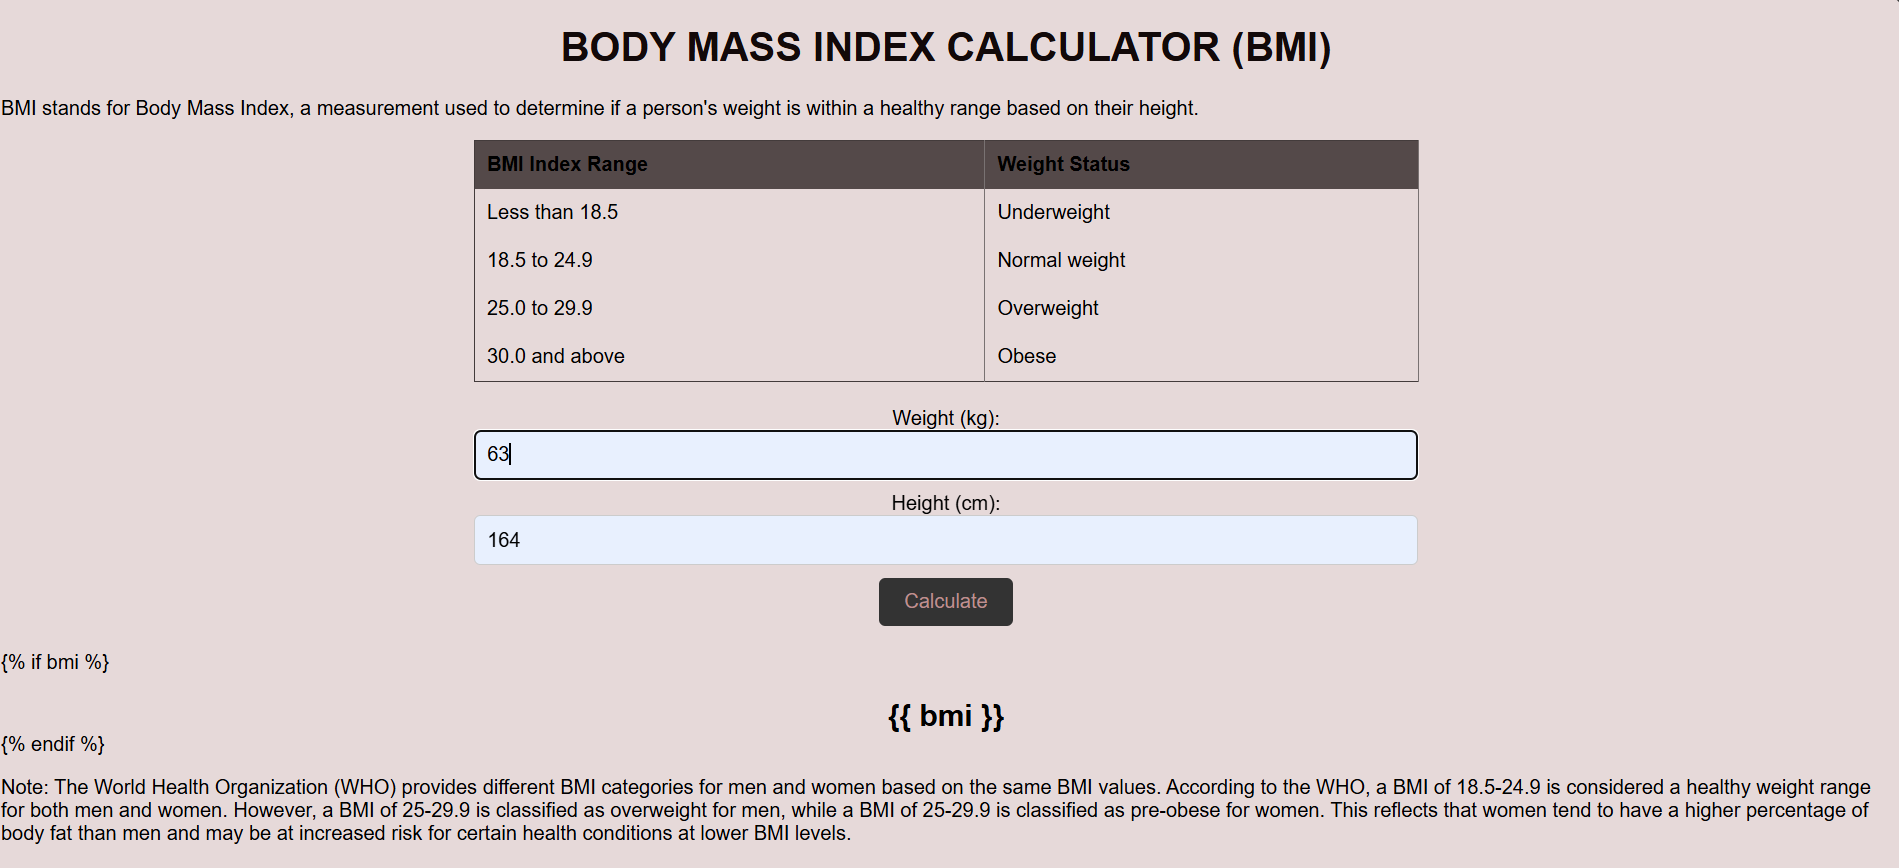 BODY MASS INDEX CALCULATOR (BMI)
BMI stands for Body Mass Index, a measurement used to determine if a person's weight is within a healthy range based on their height.
BMI Index Range Weight Status
Less than 18.5 Underweight
18.5 to 24.9 Normal weight
25.0 to 29.9 Overweight
30.0 and above Obese
Weight (kg):
63
Height (cm):
164
Calculate
{% if bmi %}
{{ bmi }}
{% endif %}
Note: The World Health Organization (WHO) provides different BMI categories for men and women based on the same BMI values. According to the WHO, a BMI of 18.5-24.9 is considered a healthy weight range
for both men and women. However, a BMI of 25-29.9 is classified as overweight for men, while a BMI of 25-29.9 is classified as pre-obese for women. This reflects that women tend to have a higher percentage of
body fat than men and may be at increased risk for certain health conditions at lower BMI levels.